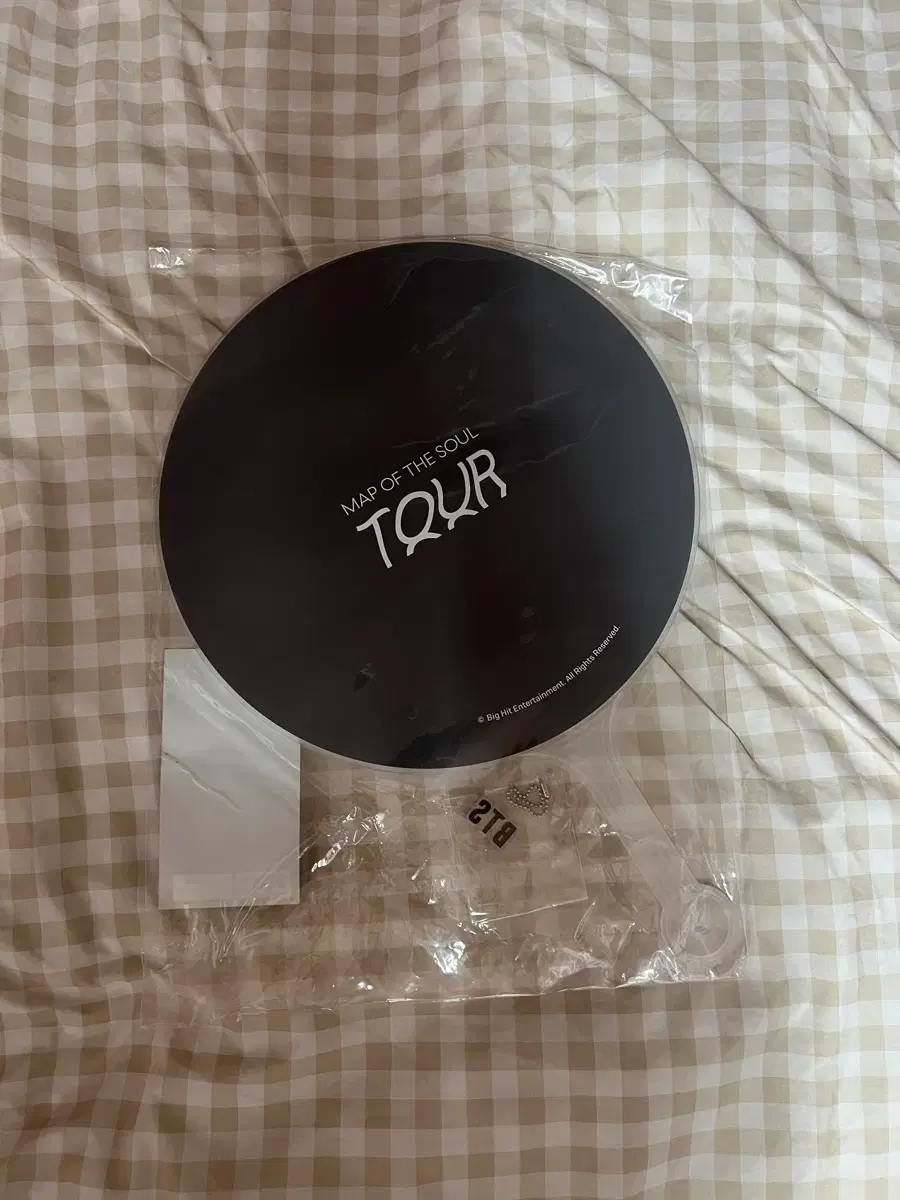 MAP OF THE SOUL
TOUR
© Big Hit Entertainment. All Rights Reserved.
BTS